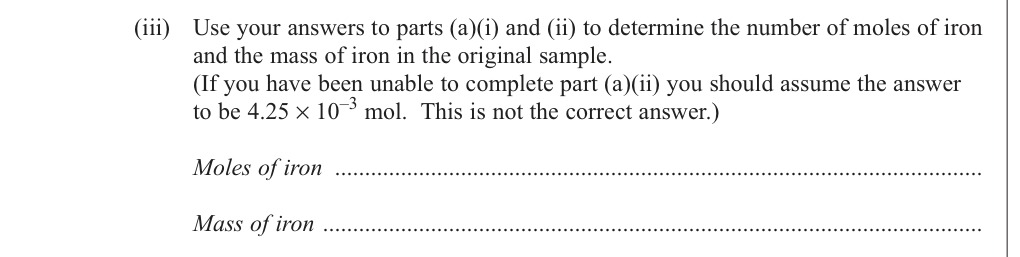 (iii) Use your answers to parts (a)(i) and (ii) to determine the number of moles of iron
and the mass of iron in the original sample.
(If you have been unable to complete part (a)(ii) you should assume the answer
to be 4.25 × 10⁻³ mol. This is not the correct answer.)
Moles of iron ............................................................................................................
Mass of iron ..............................................................................................................